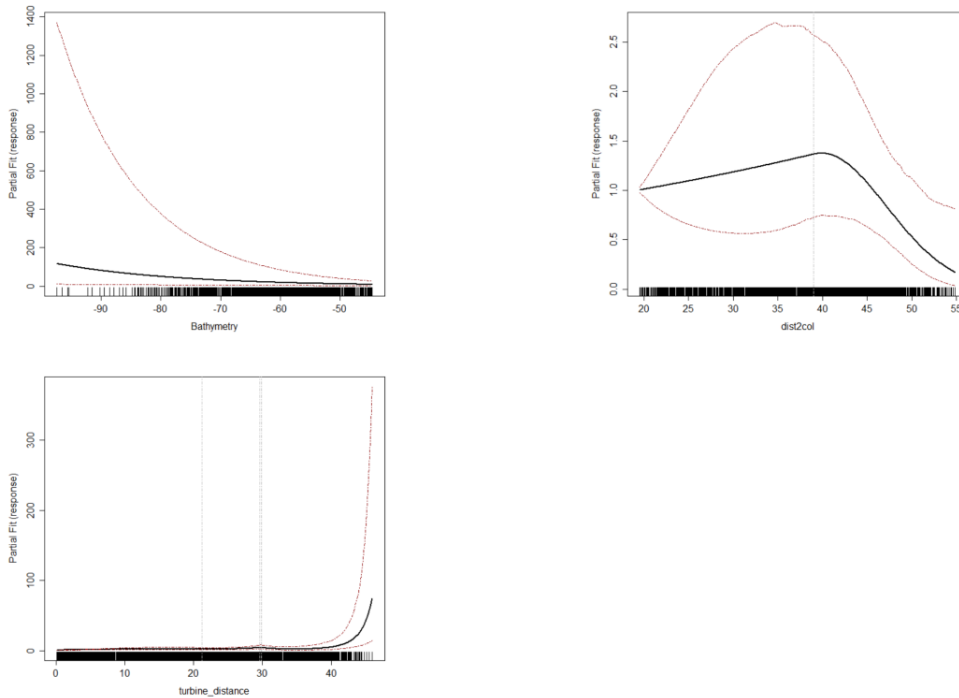 1400
1200
1000
800
600
400
200
0
Partial Fit (response)
-90 -80 -70 -60 -50
Bathymetry
2.5
2.0
1.5
1.0
0.5
0.0
Partial Fit (response)
20 25 30 35 40 45 50 55
dist2col
300
200
100
0
Partial Fit (response)
0 10 20 30 40
turbine_distance